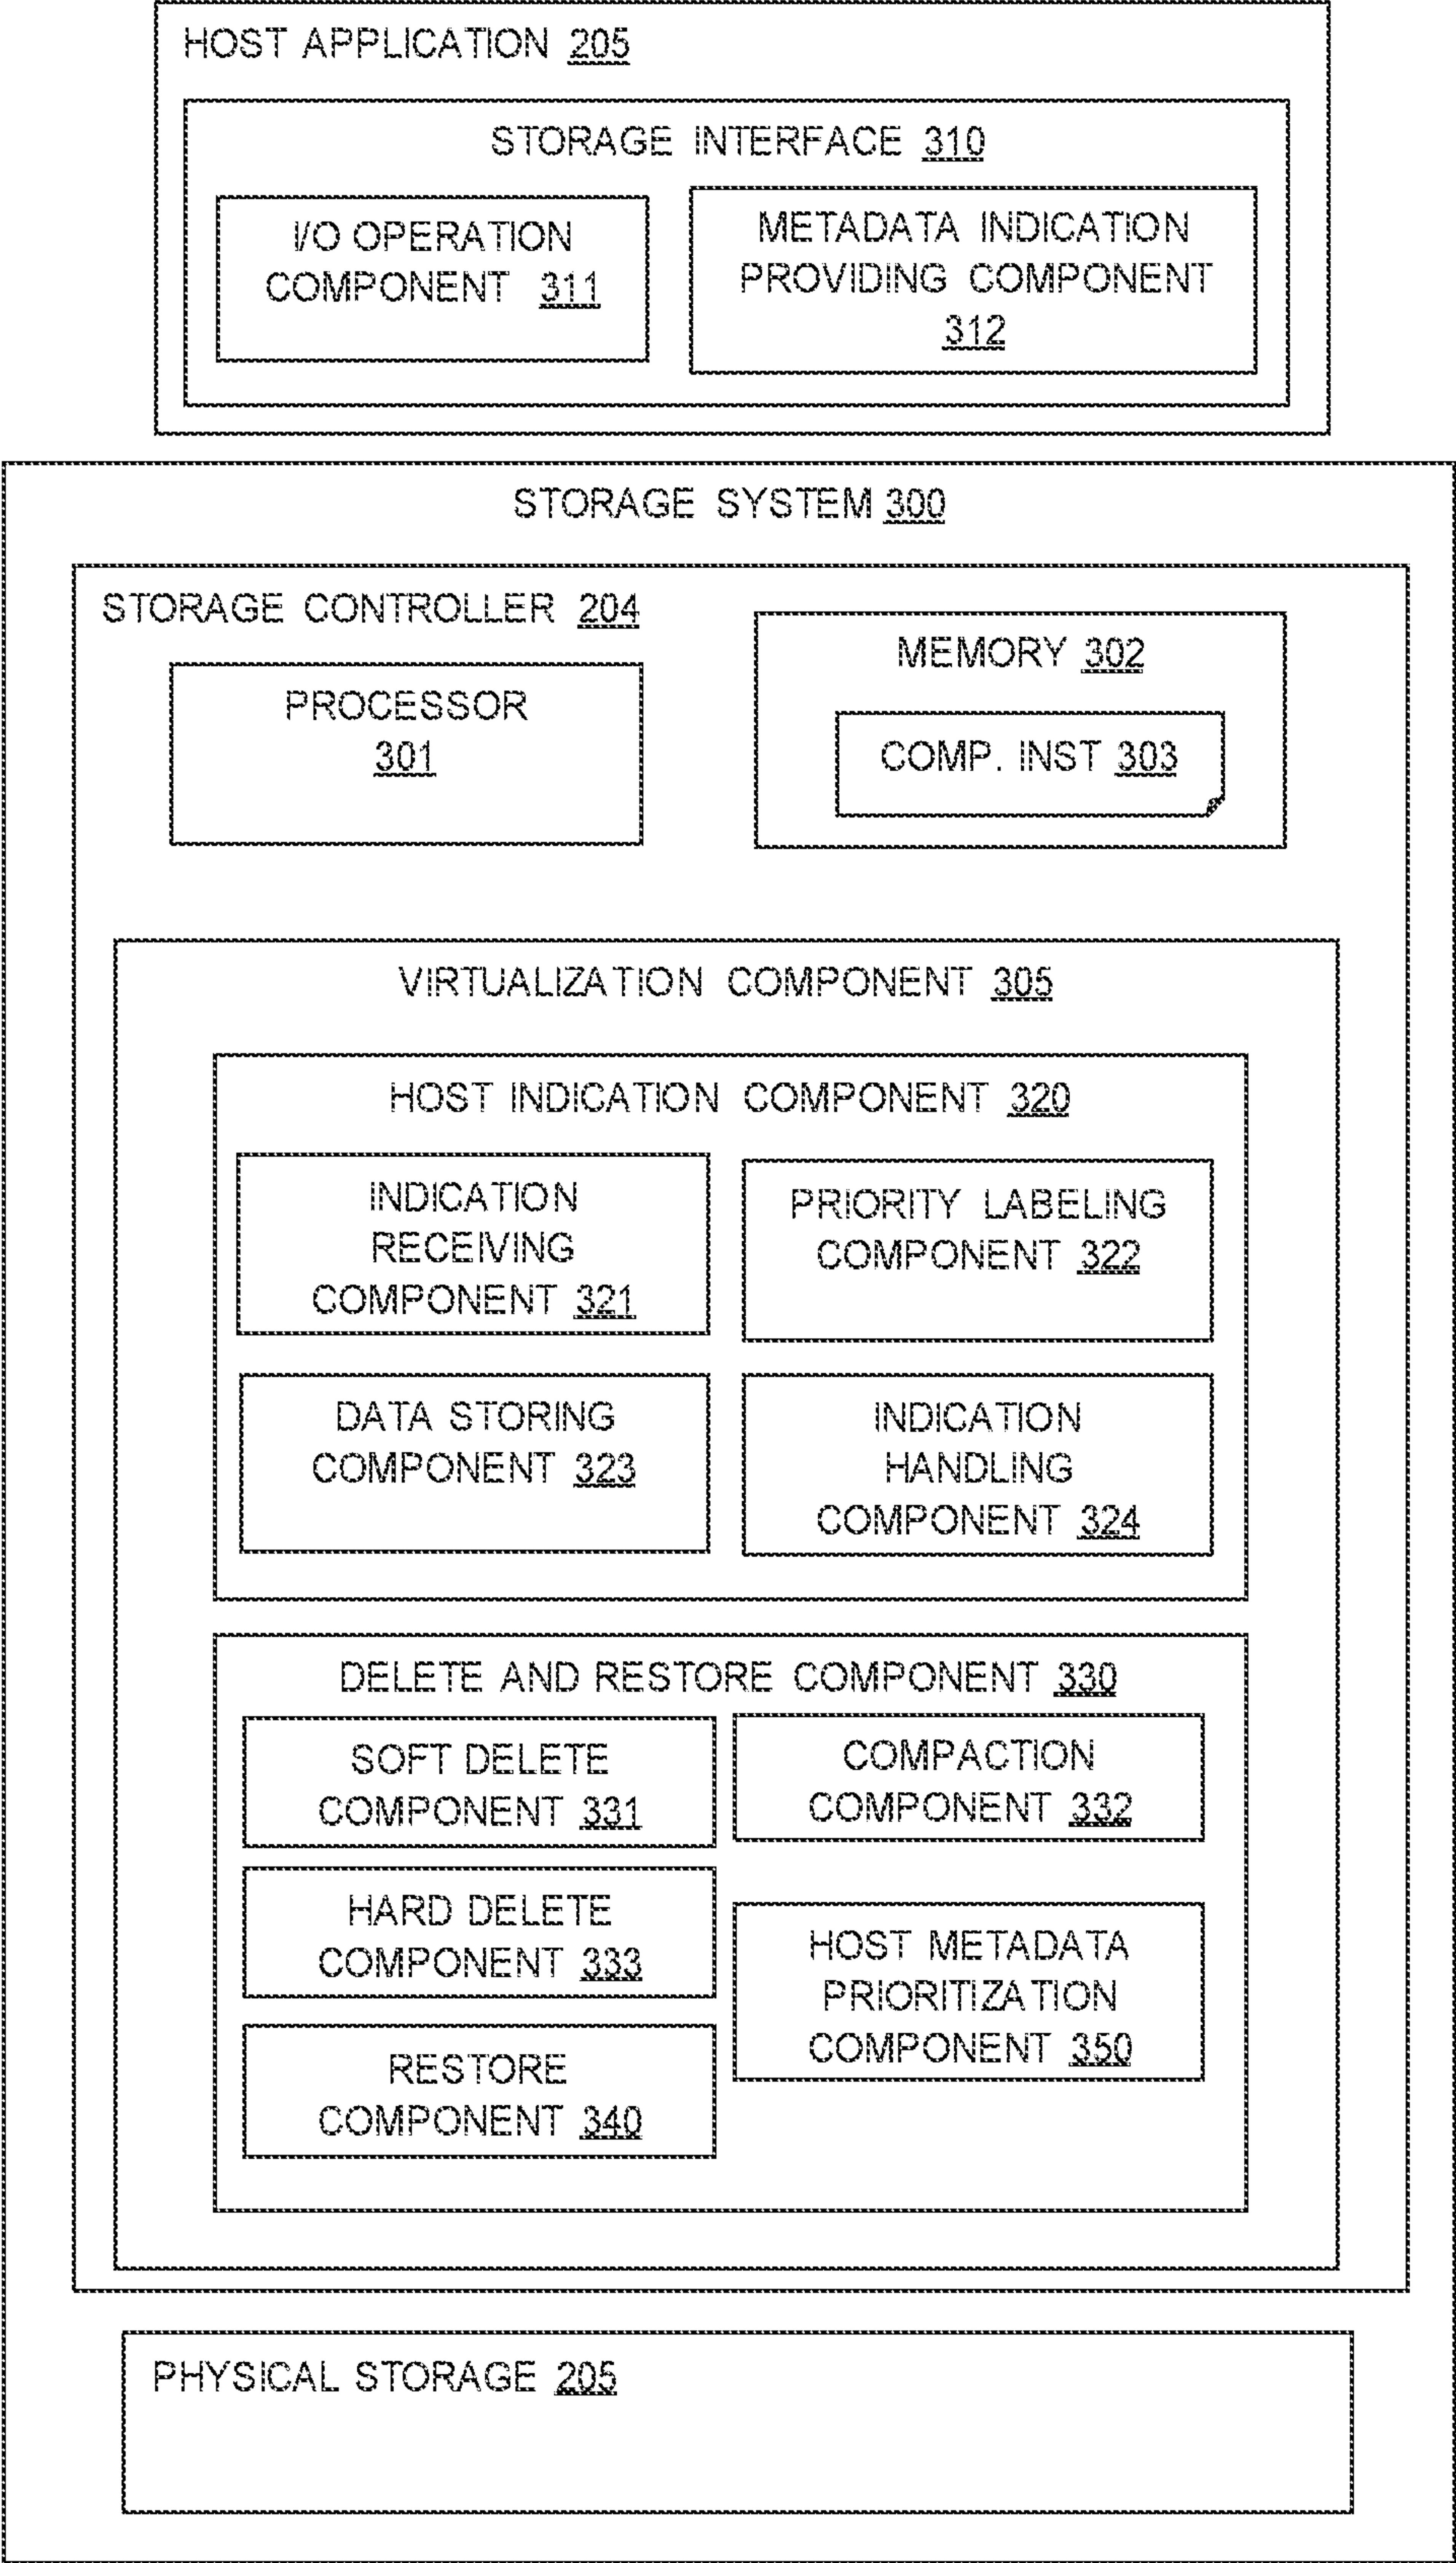 HOST APPLICATION 205
STORAGE INTERFACE 310
I/O OPERATION
COMPONENT 311
METADATA INDICATION
PROVIDING COMPONENT
312
STORAGE SYSTEM 300
STORAGE CONTROLLER 204
PROCESSOR
301
MEMORY 302
COMP. INST 303
VIRTUALIZATION COMPONENT 305
HOST INDICATION COMPONENT 320
INDICATION
RECEIVING
COMPONENT 321
PRIORITY LABELING
COMPONENT 322
DATA STORING
COMPONENT 323
INDICATION
HANDLING
COMPONENT 324
DELETE AND RESTORE COMPONENT 330
SOFT DELETE
COMPONENT 331
COMPACTION
COMPONENT 332
HARD DELETE
COMPONENT 333
HOST METADATA
PRIORITIZATION
COMPONENT 350
RESTORE
COMPONENT 340
PHYSICAL STORAGE 205